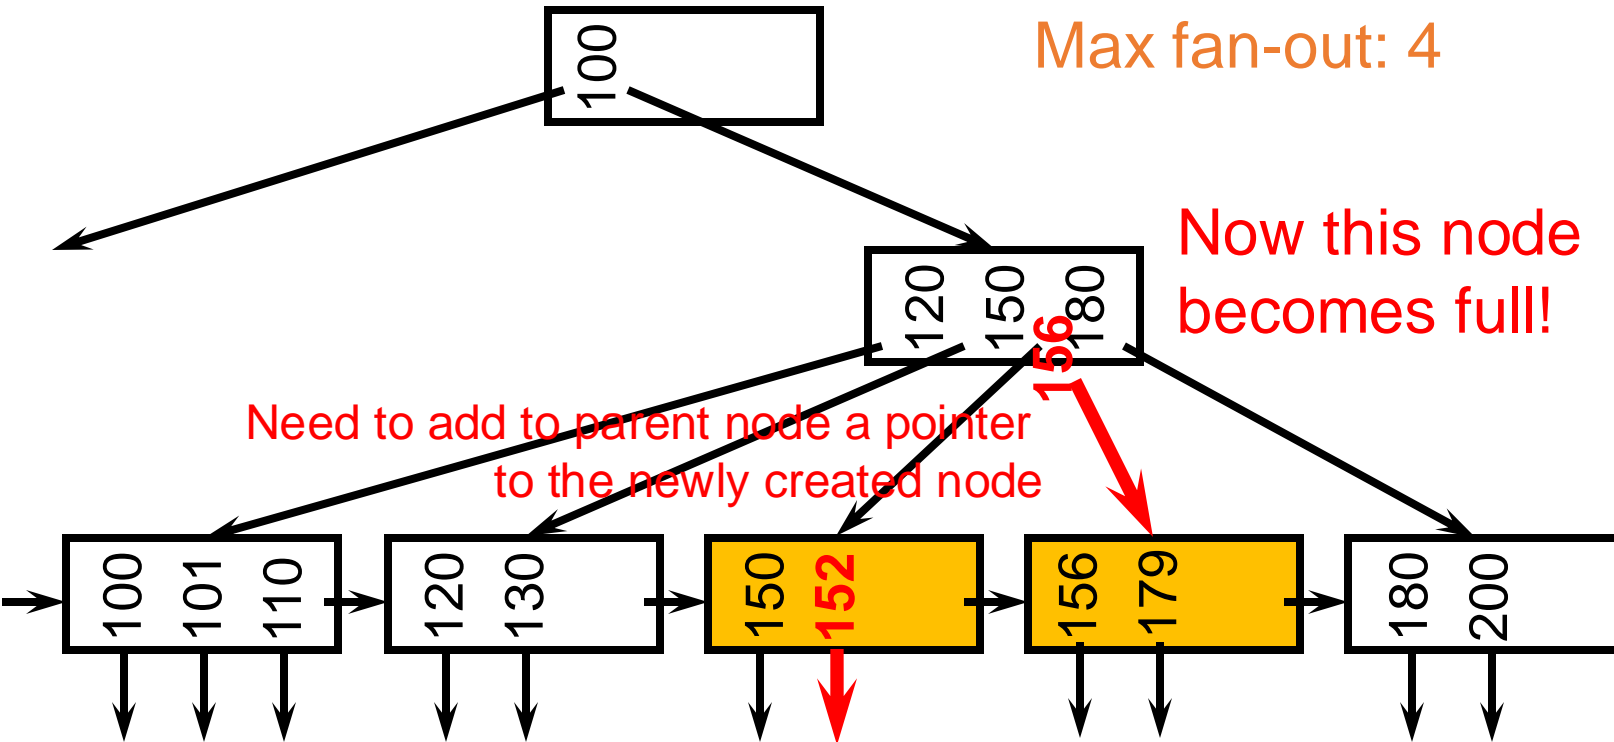 100
Max fan-out: 4
Now this node
becomes full!
120 150 180
156
Need to add to parent node a pointer
to the newly created node
100 101 110 120 130 150 152 156 179 180 200